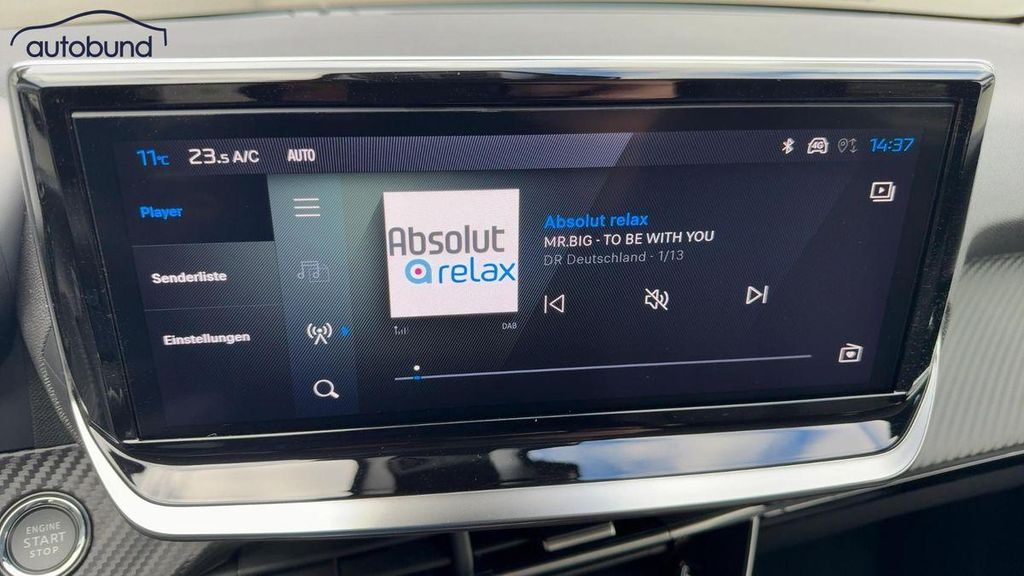 autobund
11°C 23.5 A/C AUTO 4G 14:37
Player
Senderliste
Einstellungen
Absolut
relax
DAB
Absolut relax
MR.BIG - TO BE WITH YOU
DR Deutschland · 1/13
ENGINE
START
STOP